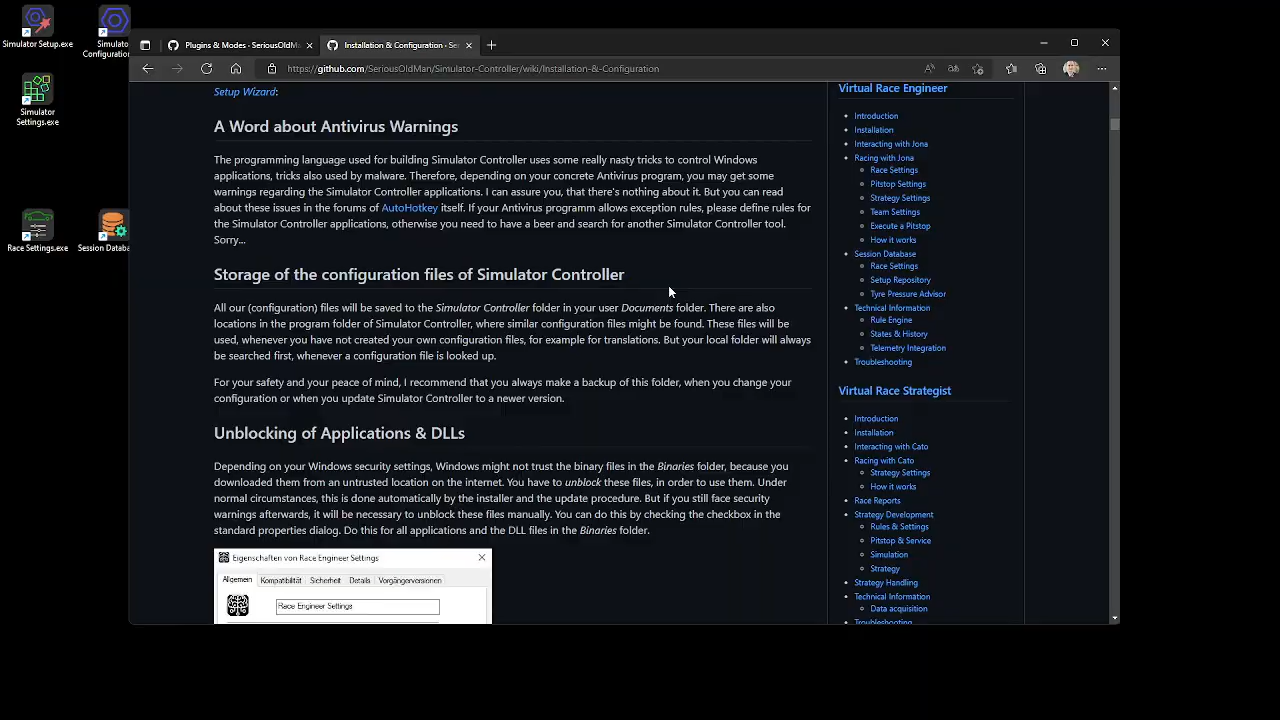 Simulator Setup.exe
Simulator
Configuration
Simulator
Settings.exe
Race Settings.exe
Session Databa
Plugins & Modes · SeriousOldM
Installation & Configuration · Se
https://github.com/SeriousOldMan/Simulator-Controller/wiki/Installation-&-Configuration
Setup Wizard:
A Word about Antivirus Warnings
The programming language used for building Simulator Controller uses some really nasty tricks to control Windows
applications, tricks also used by malware. Therefore, depending on your concrete Antivirus program, you may get some
warnings regarding the Simulator Controller applications. I can assure you, that there's nothing about it. But you can read
about these issues in the forums of AutoHotkey itself. If your Antivirus programm allows exception rules, please define rules for
the Simulator Controller applications, otherwise you need to have a beer and search for another Simulator Controller tool.
Sorry...
Storage of the configuration files of Simulator Controller
All our (configuration) files will be saved to the Simulator Controller folder in your user Documents folder. There are also
locations in the program folder of Simulator Controller, where similar configuration files might be found. These files will be
used, whenever you have not created your own configuration files, for example for translations. But your local folder will always
be searched first, whenever a configuration file is looked up.
For your safety and your peace of mind, I recommend that you always make a backup of this folder, when you change your
configuration or when you update Simulator Controller to a newer version.
Unblocking of Applications & DLLs
Depending on your Windows security settings, Windows might not trust the binary files in the Binaries folder, because you
downloaded them from an untrusted location on the internet. You have to unblock these files, in order to use them. Under
normal circumstances, this is done automatically by the installer and the update procedure. But if you still face security
warnings afterwards, it will be necessary to unblock these files manually. You can do this by checking the checkbox in the
standard properties dialog. Do this for all applications and the DLL files in the Binaries folder.
Eigenschaften von Race Engineer Settings
Allgemein Kompatibilität Sicherheit Details Vorgängerversionen
Race Engineer Settings
Virtual Race Engineer
Introduction
Installation
Interacting with Jona
Racing with Jona
Race Settings
Pitstop Settings
Strategy Settings
Team Settings
Execute a Pitstop
How it works
Session Database
Race Settings
Setup Repository
Tyre Pressure Advisor
Technical Information
Rule Engine
States & History
Telemetry Integration
Troubleshooting
Virtual Race Strategist
Introduction
Installation
Interacting with Cato
Racing with Cato
Strategy Settings
How it works
Race Reports
Strategy Development
Rules & Settings
Pitstop & Service
Simulation
Strategy
Strategy Handling
Technical Information
Data acquisition
Troubleshooting